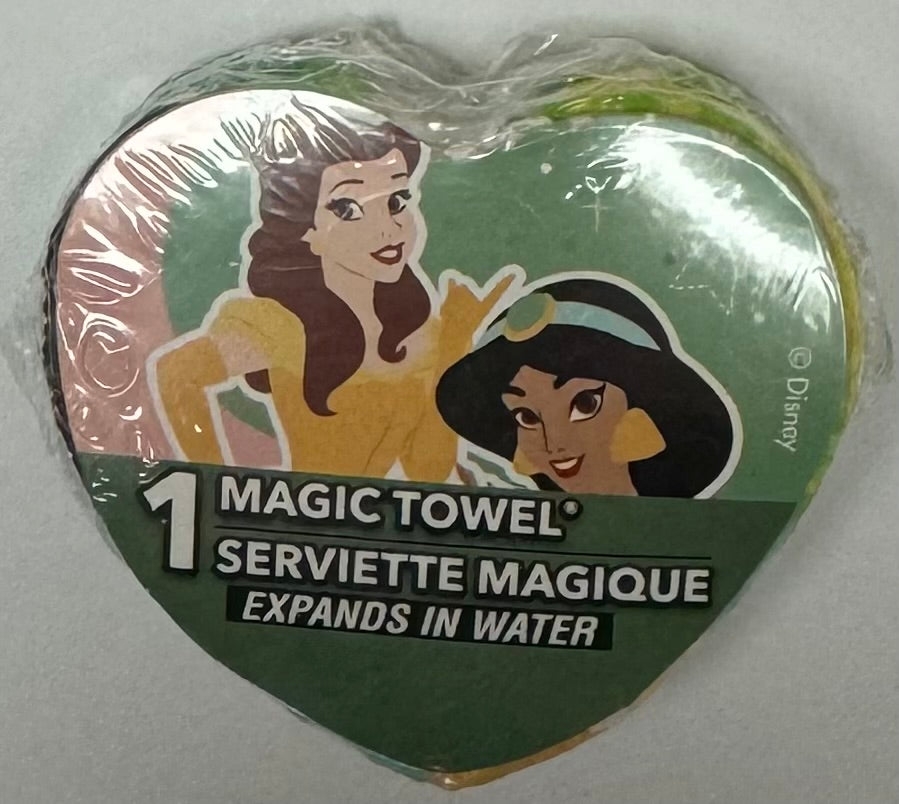 © Disney
1 MAGIC TOWEL®
SERVIETTE MAGIQUE
EXPANDS IN WATER